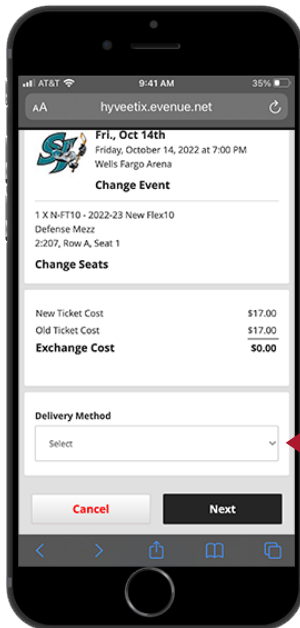 AT&T 9:41 AM 35%
AA hyveetix.evenue.net
SJ
Fri., Oct 14th
Friday, October 14, 2022 at 7:00 PM
Wells Fargo Arena
Change Event
1 X N-FT10 - 2022-23 New Flex10
Defense Mezz
2:207, Row A, Seat 1
Change Seats
New Ticket Cost $17.00
Old Ticket Cost $17.00
Exchange Cost $0.00
Delivery Method
Select
Cancel Next